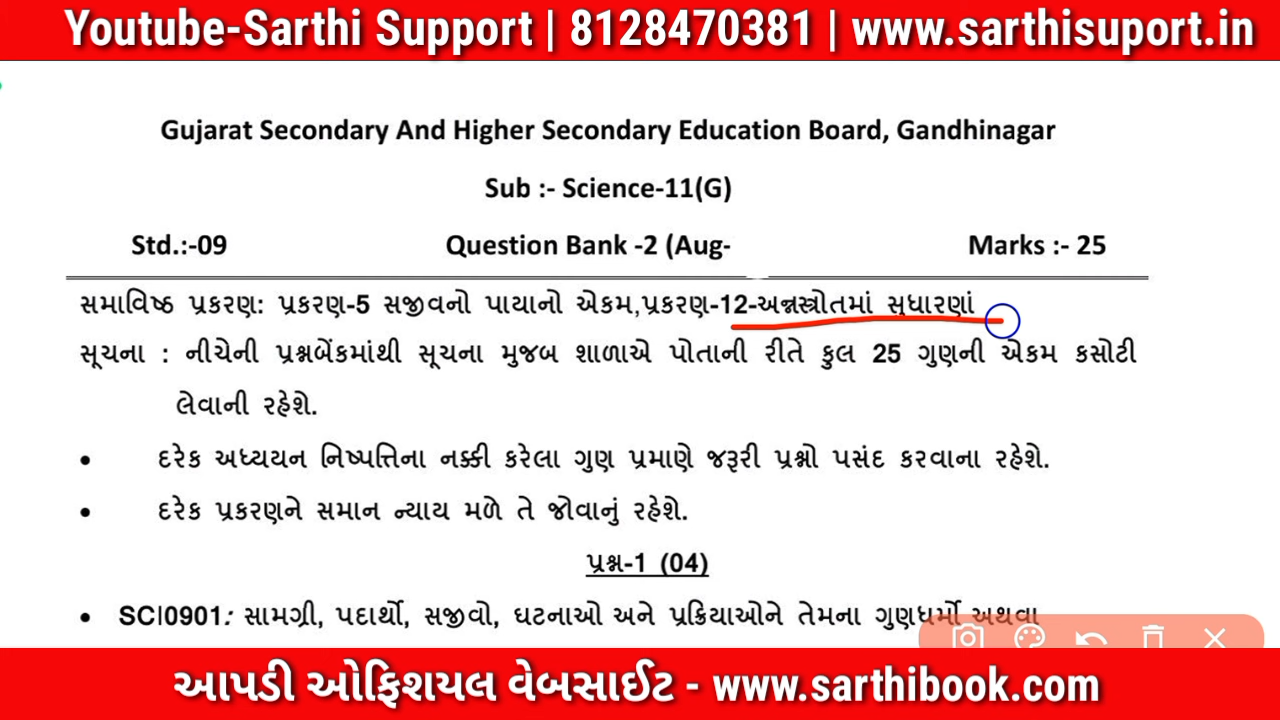 Youtube-Sarthi Support | 8128470381 | www.sarthisuport.in
Gujarat Secondary And Higher Secondary Education Board, Gandhinagar
Sub :- Science-11(G)
Std.:-09 Question Bank -2 (Aug- Marks :- 25
સમાવિષ્ઠ પ્રકરણ: પ્રકરણ-5 સજીવનો પાયાનો એકમ,પ્રકરણ-12-અન્નસ્ત્રોતમાં સુધારણાં
સૂચના : નીચેની પ્રશ્નબેંકમાંથી સૂચના મુજબ શાળાએ પોતાની રીતે કુલ 25 ગુણની એકમ કસોટી
લેવાની રહેશે.
• દરેક અધ્યયન નિષ્પત્તિના નક્કી કરેલા ગુણ પ્રમાણે જરૂરી પ્રશ્નો પસંદ કરવાના રહેશે.
• દરેક પ્રકરણને સમાન ન્યાય મળે તે જોવાનું રહેશે.
પ્રશ્ન-1 (04)
• SCI0901: સામગ્રી, પદાર્થો, સજીવો, ઘટનાઓ અને પ્રક્રિયાઓને તેમના ગુણધર્મો અથવા
આપડી ઓફિશયલ વેબસાઈટ - www.sarthibook.com